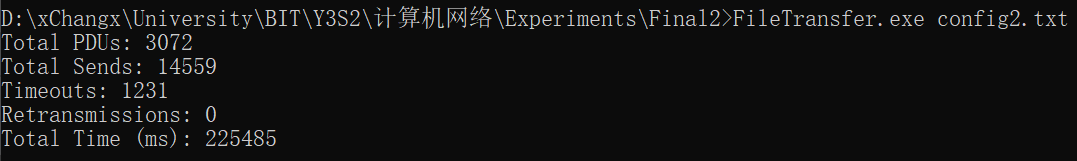 D:\xChangx\University\BIT\Y3S2\计算机网络\Experiments\Final2>FileTransfer.exe config2.txt
Total PDUs: 3072
Total Sends: 14559
Timeouts: 1231
Retransmissions: 0
Total Time (ms): 225485